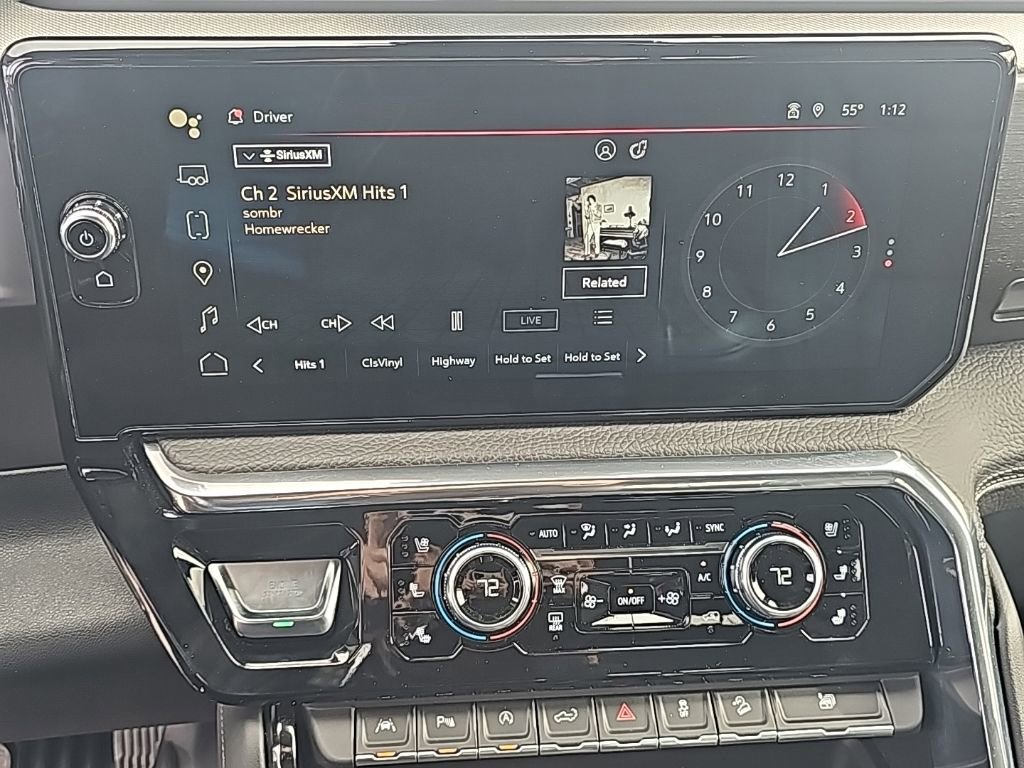 Driver
55° 1:12
SiriusXM
Ch 2 SiriusXM Hits 1
sombr
Homewrecker
Related
CH CH LIVE
Hits 1 ClsVinyl Highway Hold to Set Hold to Set
12
1
2
3
4
5
6
7
8
9
10
11
ENGINE
AUTO SYNC
72 72
A/C
MAX
ON/OFF
REAR